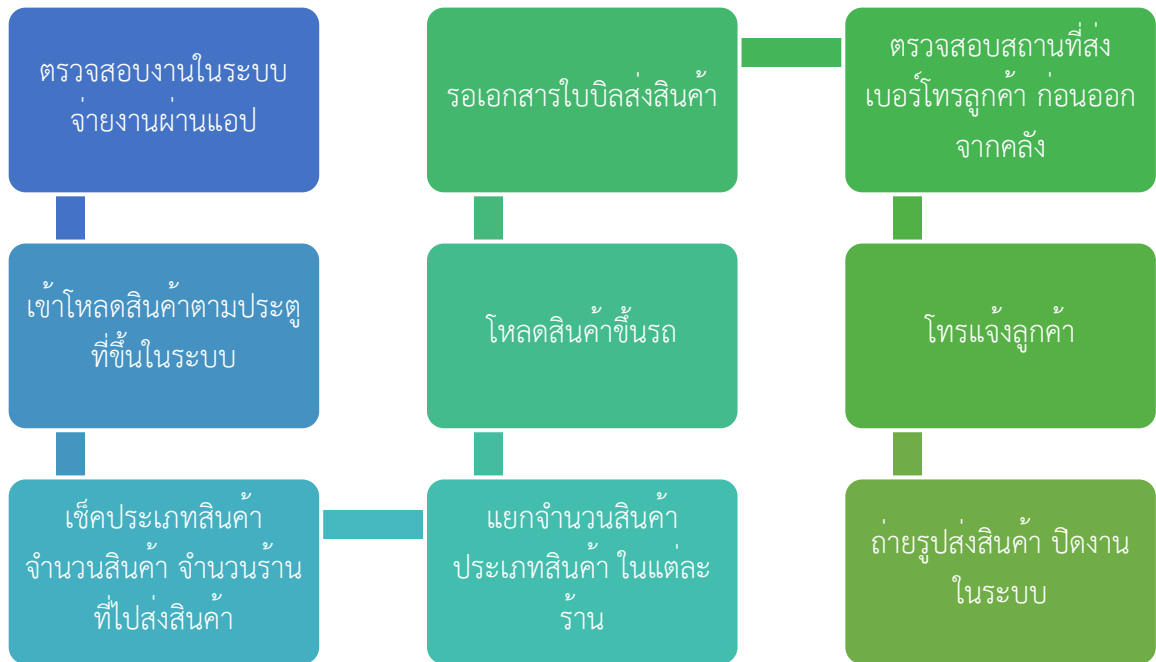 ตรวจสอบงานในระบบ
จ่ายงานผ่านแอป
เข้าโหลดสินค้าตามประตู
ที่ขึ้นในระบบ
เช็คประเภทสินค้า
จำนวนสินค้า จำนวนร้าน
ที่ไปส่งสินค้า
แยกจำนวนสินค้า
ประเภทสินค้า ในแต่ละ
ร้าน
โหลดสินค้าขึ้นรถ
รอเอกสารใบบิลส่งสินค้า
ตรวจสอบสถานที่ส่ง
เบอร์โทรลูกค้า ก่อนออก
จากคลัง
โทรแจ้งลูกค้า
ถ่ายรูปส่งสินค้า ปิดงาน
ในระบบ